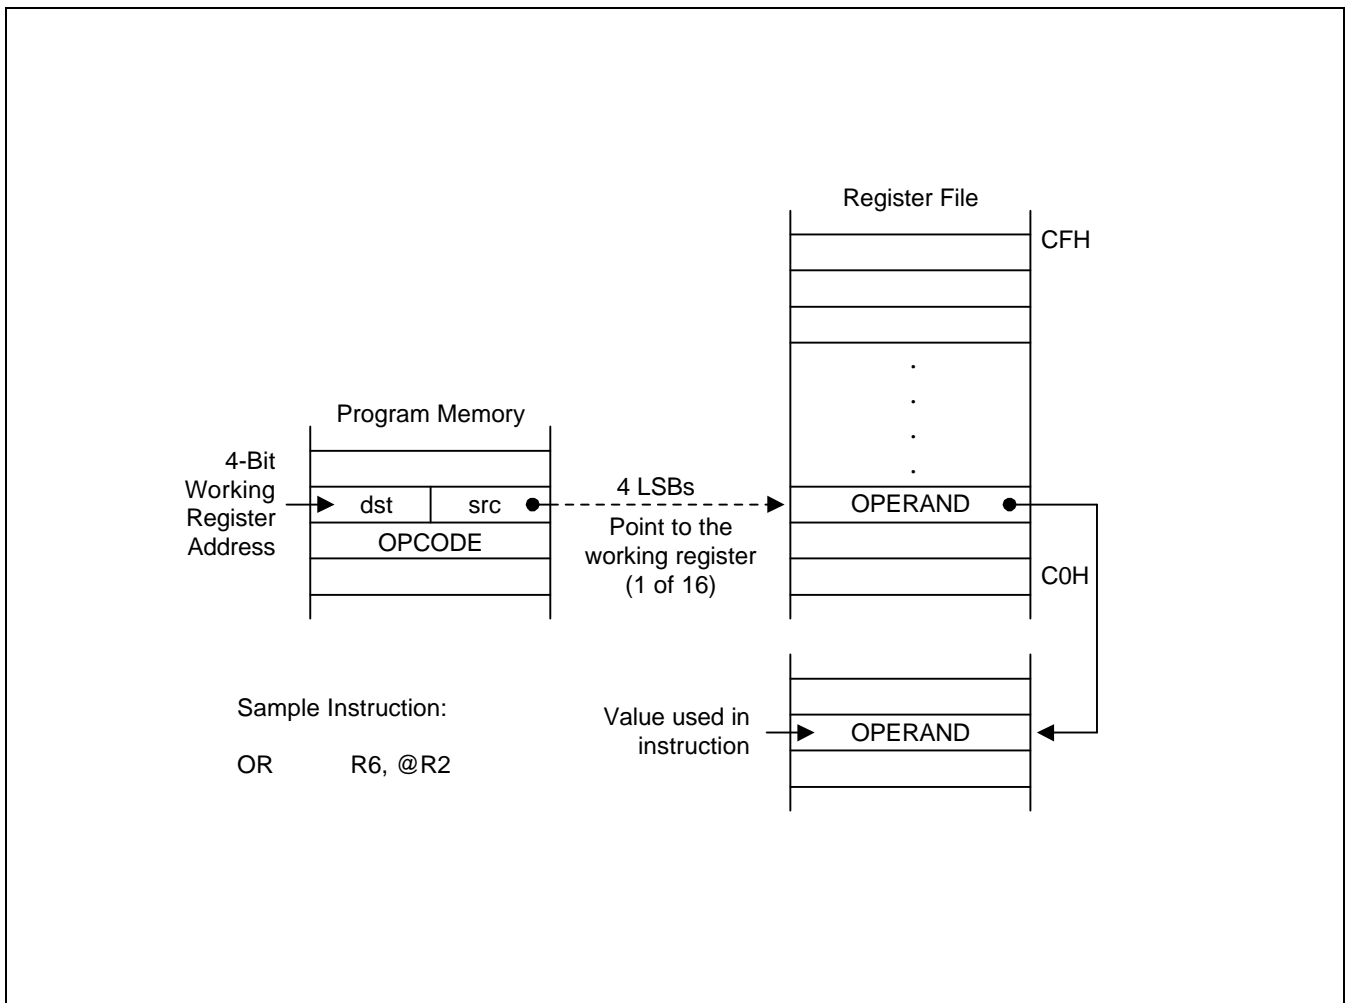 Register File
CFH
.
.
.
.
Program Memory
4-Bit
Working
Register
Address
dst src
OPCODE
4 LSBs
Point to the
working register
(1 of 16)
OPERAND
C0H
Sample Instruction:
OR R6, @R2
Value used in
instruction
OPERAND